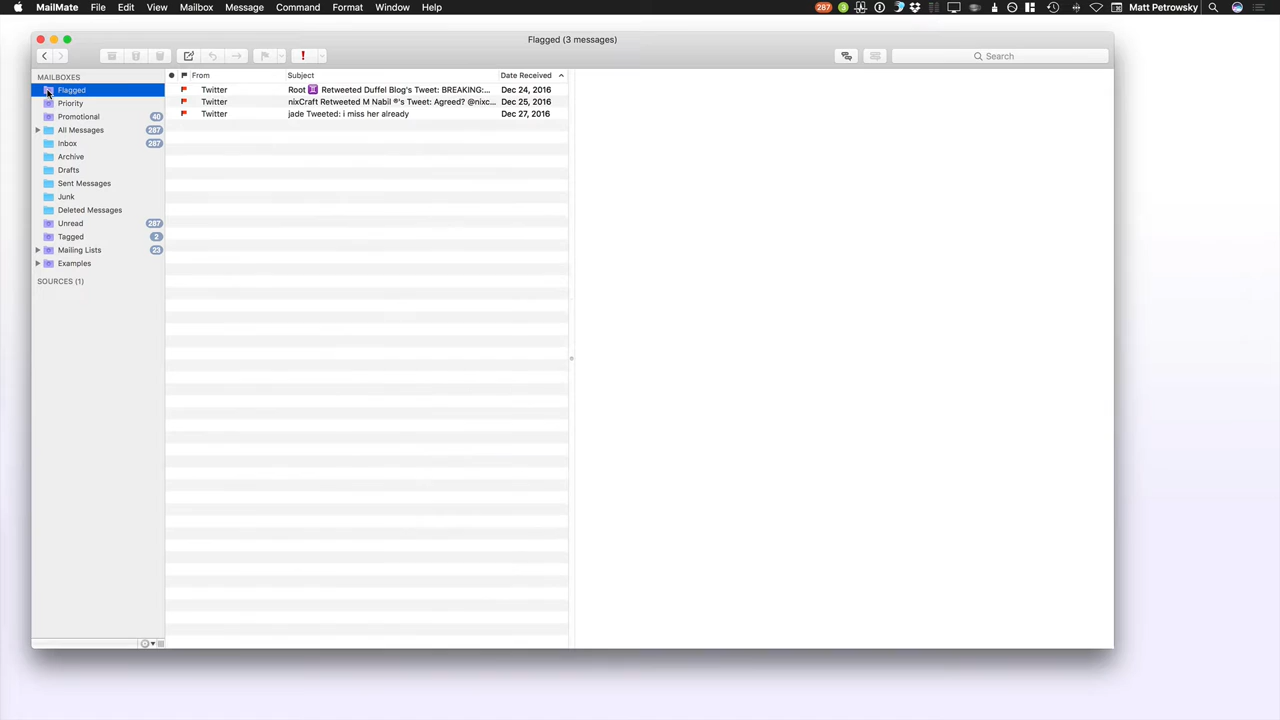 MailMate File Edit View Mailbox Message Command Format Window Help 287 3 Matt Petrowsky
Flagged (3 messages)
Search
MAILBOXES
Flagged
Priority
Promotional 40
All Messages 287
Inbox 287
Archive
Drafts
Sent Messages
Junk
Deleted Messages
Unread 287
Tagged 2
Mailing Lists 23
Examples
SOURCES (1)
From Subject Date Received
Twitter Root ♊ Retweeted Duffel Blog's Tweet: BREAKING:... Dec 24, 2016
Twitter nixCraft Retweeted M Nabil ®'s Tweet: Agreed? @nixc... Dec 25, 2016
Twitter jade Tweeted: i miss her already Dec 27, 2016